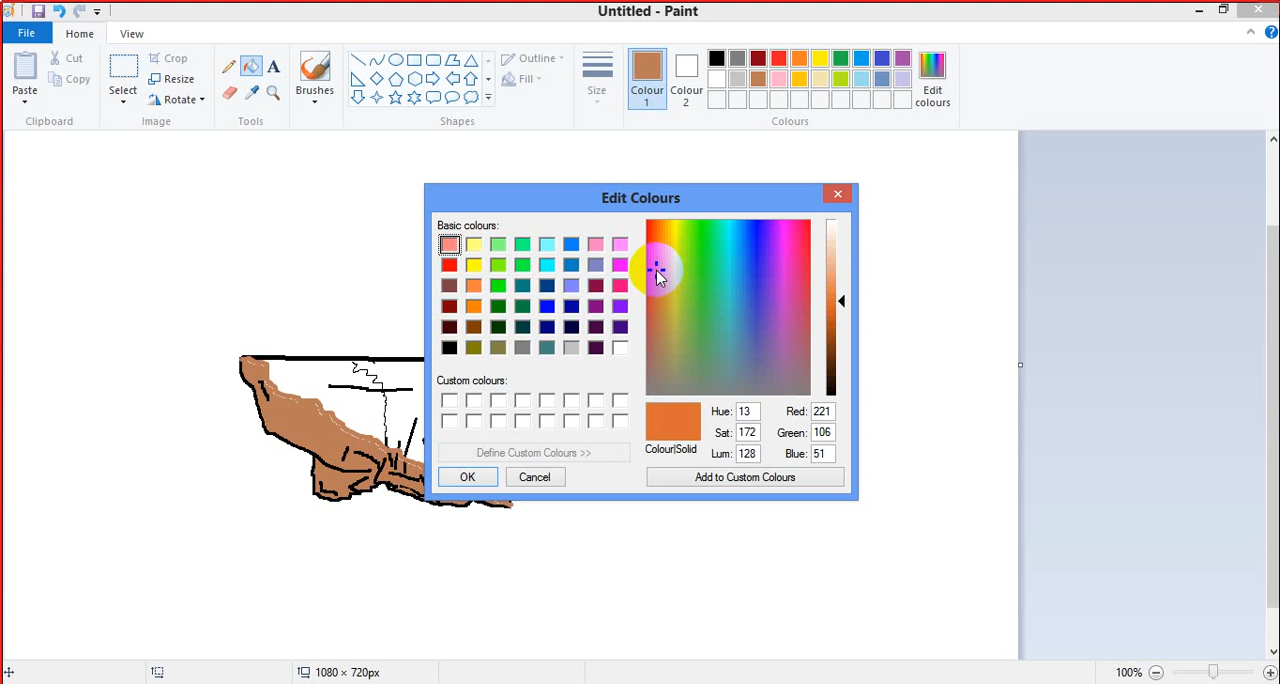 Untitled - Paint
File Home View
Paste
Cut
Copy
Clipboard
Select
Crop
Resize
Rotate
Image
A
Tools
Brushes
Shapes
Outline
Fill
Size
Colour 1
Colour 2
Edit colours
Colours
Edit Colours
Basic colours:
Custom colours:
Define Custom Colours >>
OK Cancel
Colour|Solid
Hue: 13 Red: 221
Sat: 172 Green: 106
Lum: 128 Blue: 51
Add to Custom Colours
1080 × 720px
100%